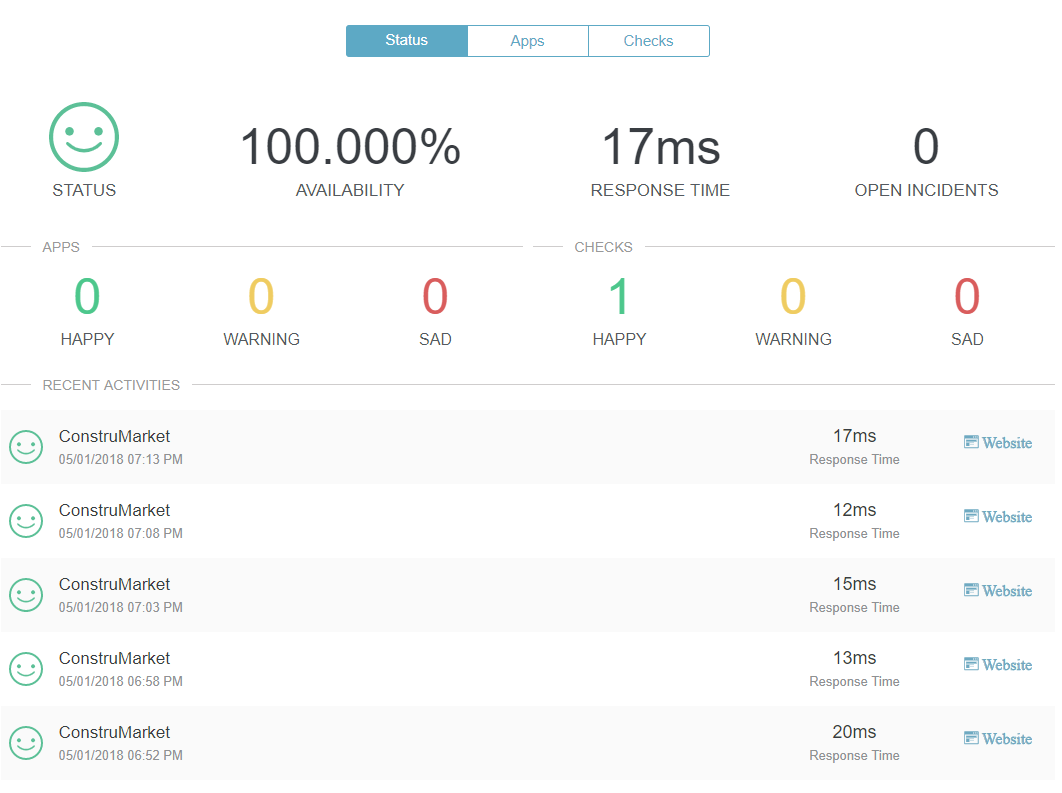 Status Apps Checks
100.000% 17ms 0
STATUS AVAILABILITY RESPONSE TIME OPEN INCIDENTS
APPS CHECKS
0 0 0 1 0 0
HAPPY WARNING SAD HAPPY WARNING SAD
RECENT ACTIVITIES
ConstruMarket 17ms Website
05/01/2018 07:13 PM Response Time
ConstruMarket 12ms Website
05/01/2018 07:08 PM Response Time
ConstruMarket 15ms Website
05/01/2018 07:03 PM Response Time
ConstruMarket 13ms Website
05/01/2018 06:58 PM Response Time
ConstruMarket 20ms Website
05/01/2018 06:52 PM Response Time